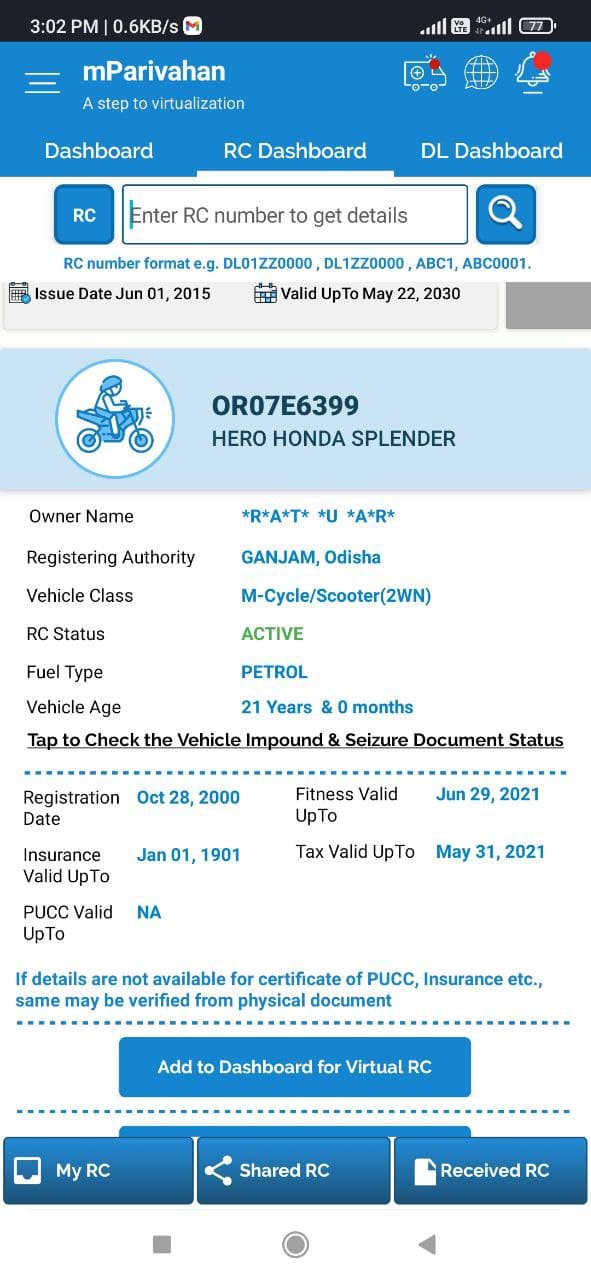 3:02 PM | 0.6KB/s
Vo LTE 4G+ 77
mParivahan
A step to virtualization
Dashboard RC Dashboard DL Dashboard
RC Enter RC number to get details
RC number format e.g. DL01ZZ0000 , DL1ZZ0000 , ABC1, ABC0001.
Issue Date Jun 01, 2015 Valid UpTo May 22, 2030
OR07E6399
HERO HONDA SPLENDER
Owner Name *R*A*T* *U *A*R*
Registering Authority GANJAM, Odisha
Vehicle Class M-Cycle/Scooter(2WN)
RC Status ACTIVE
Fuel Type PETROL
Vehicle Age 21 Years & 0 months
Tap to Check the Vehicle Impound & Seizure Document Status
Registration Date Oct 28, 2000 Fitness Valid UpTo Jun 29, 2021
Insurance Valid UpTo Jan 01, 1901 Tax Valid UpTo May 31, 2021
PUCC Valid UpTo NA
If details are not available for certificate of PUCC, Insurance etc.,
same may be verified from physical document
Add to Dashboard for Virtual RC
My RC Shared RC Received RC